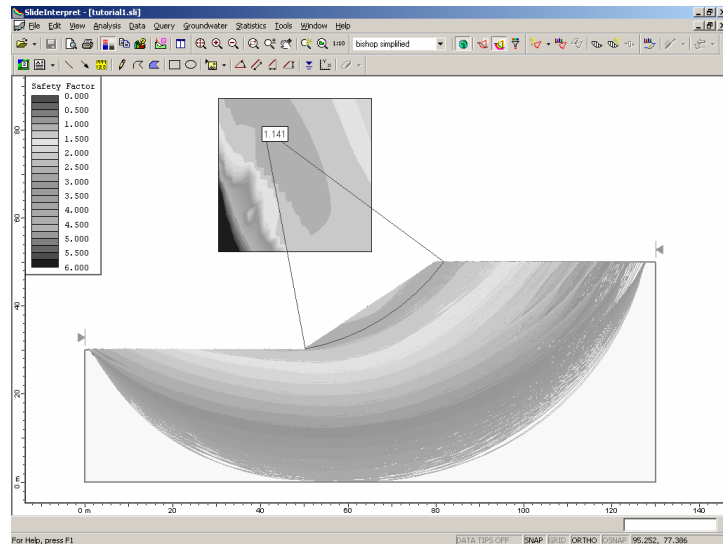 SlideInterpret - [tutorial1.sli]
File Edit View Analysis Data Query Groundwater Statistics Tools Window Help
1:10 bishop simplified
Safety Factor
0.000
0.500
1.000
1.500
2.000
2.500
3.000
3.500
4.000
4.500
5.000
5.500
6.000
1.141
80
60
40
20
0 m
0 m 20 40 60 80 100 120 140
For Help, press F1 DATA TIPS OFF SNAP GRID ORTHO OSNAP 95.252, 77.386